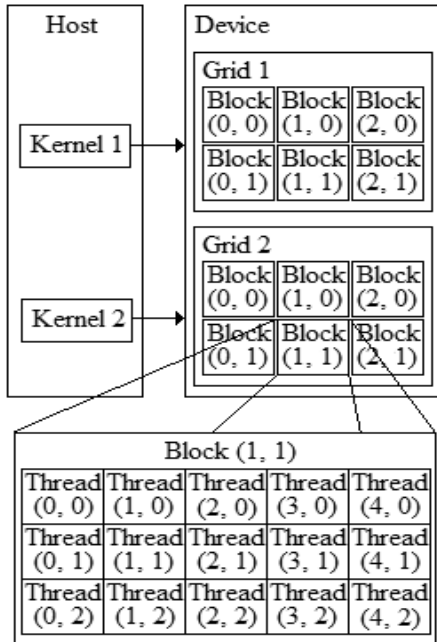 Host
Device
Grid 1
Block Block Block
(0, 0) (1, 0) (2, 0)
Kernel 1
Block Block Block
(0, 1) (1, 1) (2, 1)
Grid 2
Block Block Block
(0, 0) (1, 0) (2, 0)
Kernel 2
Block Block Block
(0, 1) (1, 1) (2, 1)
Block (1, 1)
Thread Thread Thread Thread Thread
(0, 0) (1, 0) (2, 0) (3, 0) (4, 0)
Thread Thread Thread Thread Thread
(0, 1) (1, 1) (2, 1) (3, 1) (4, 1)
Thread Thread Thread Thread Thread
(0, 2) (1, 2) (2, 2) (3, 2) (4, 2)